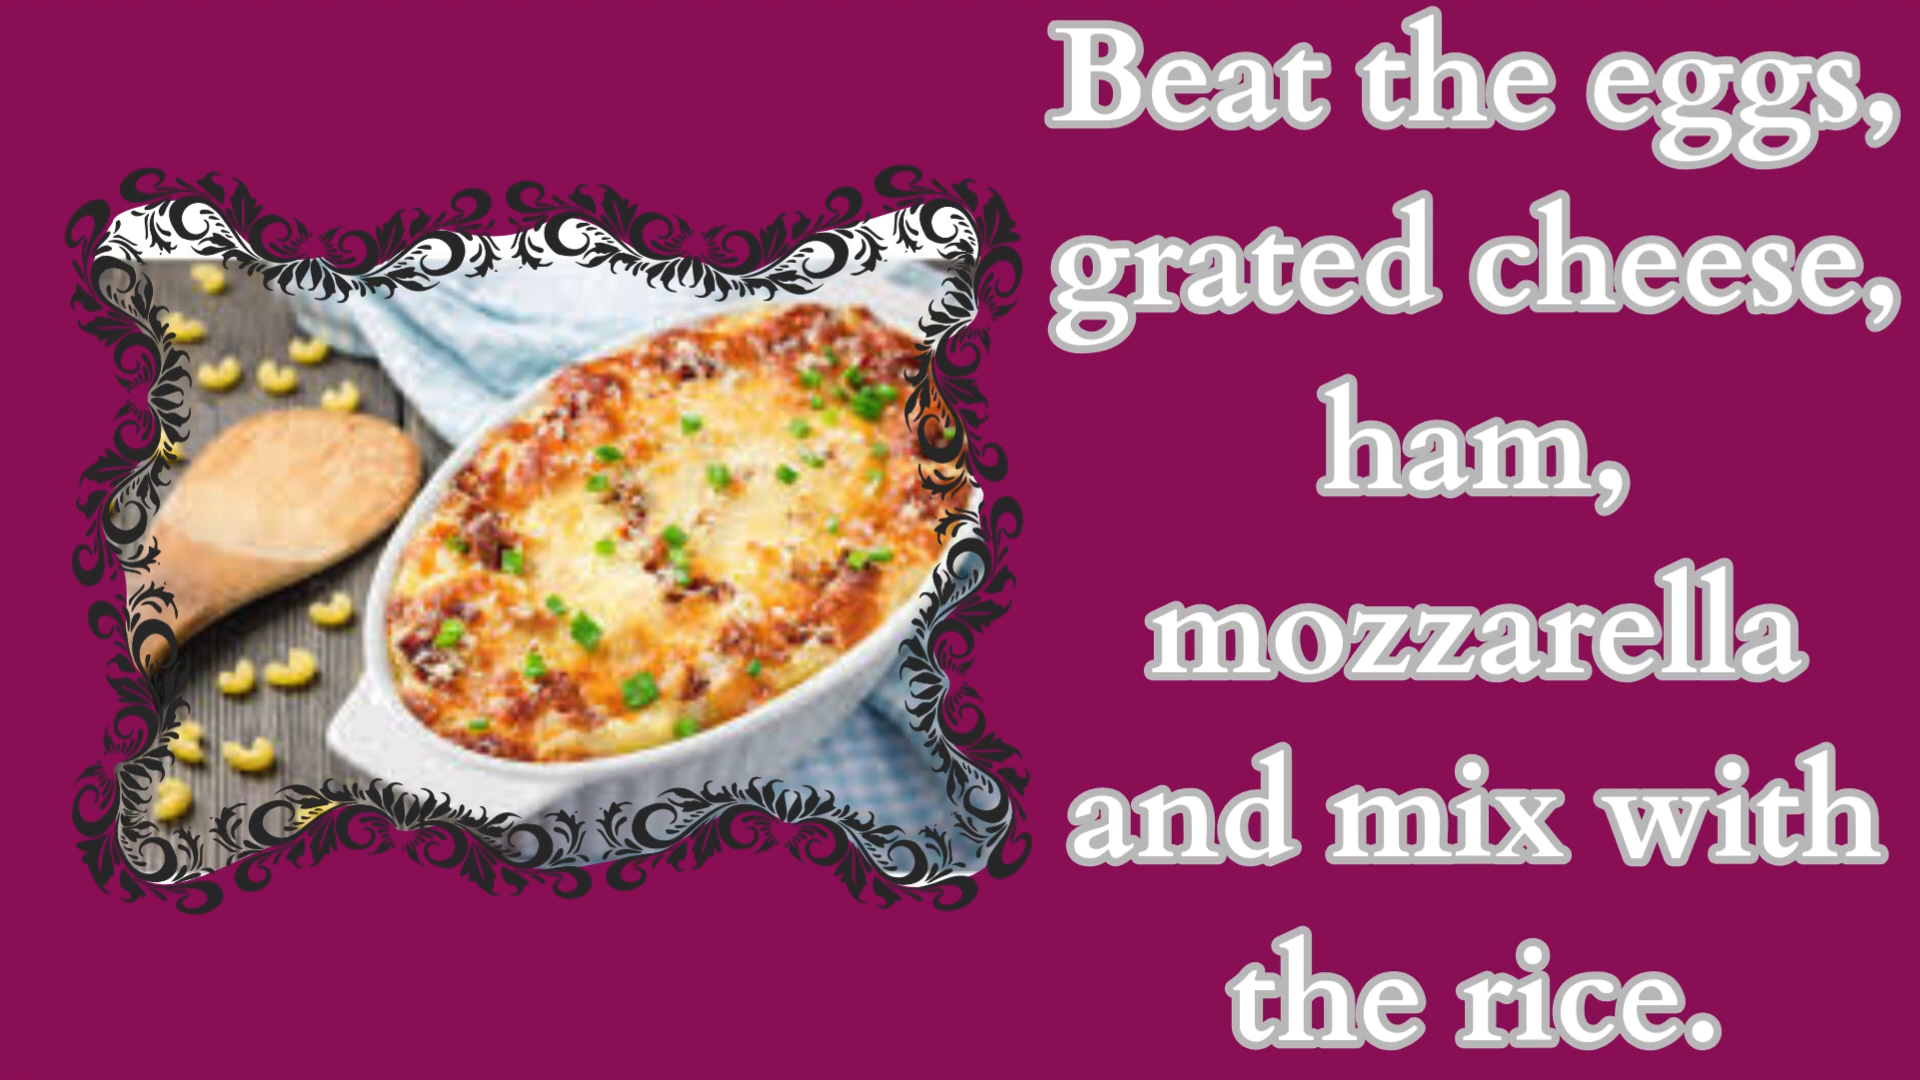 Beat the eggs,
grated cheese,
ham,
mozzarella
and mix with
the rice.